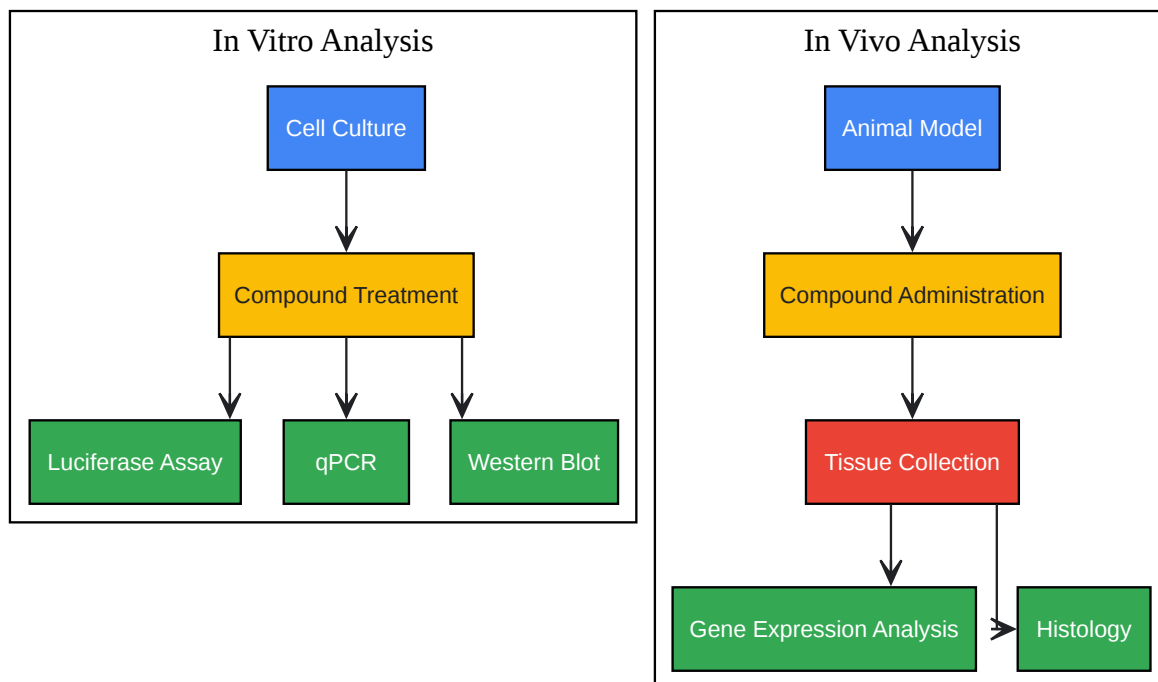 In Vitro Analysis
Cell Culture
Compound Treatment
Luciferase Assay
qPCR
Western Blot
In Vivo Analysis
Animal Model
Compound Administration
Tissue Collection
Gene Expression Analysis
Histology